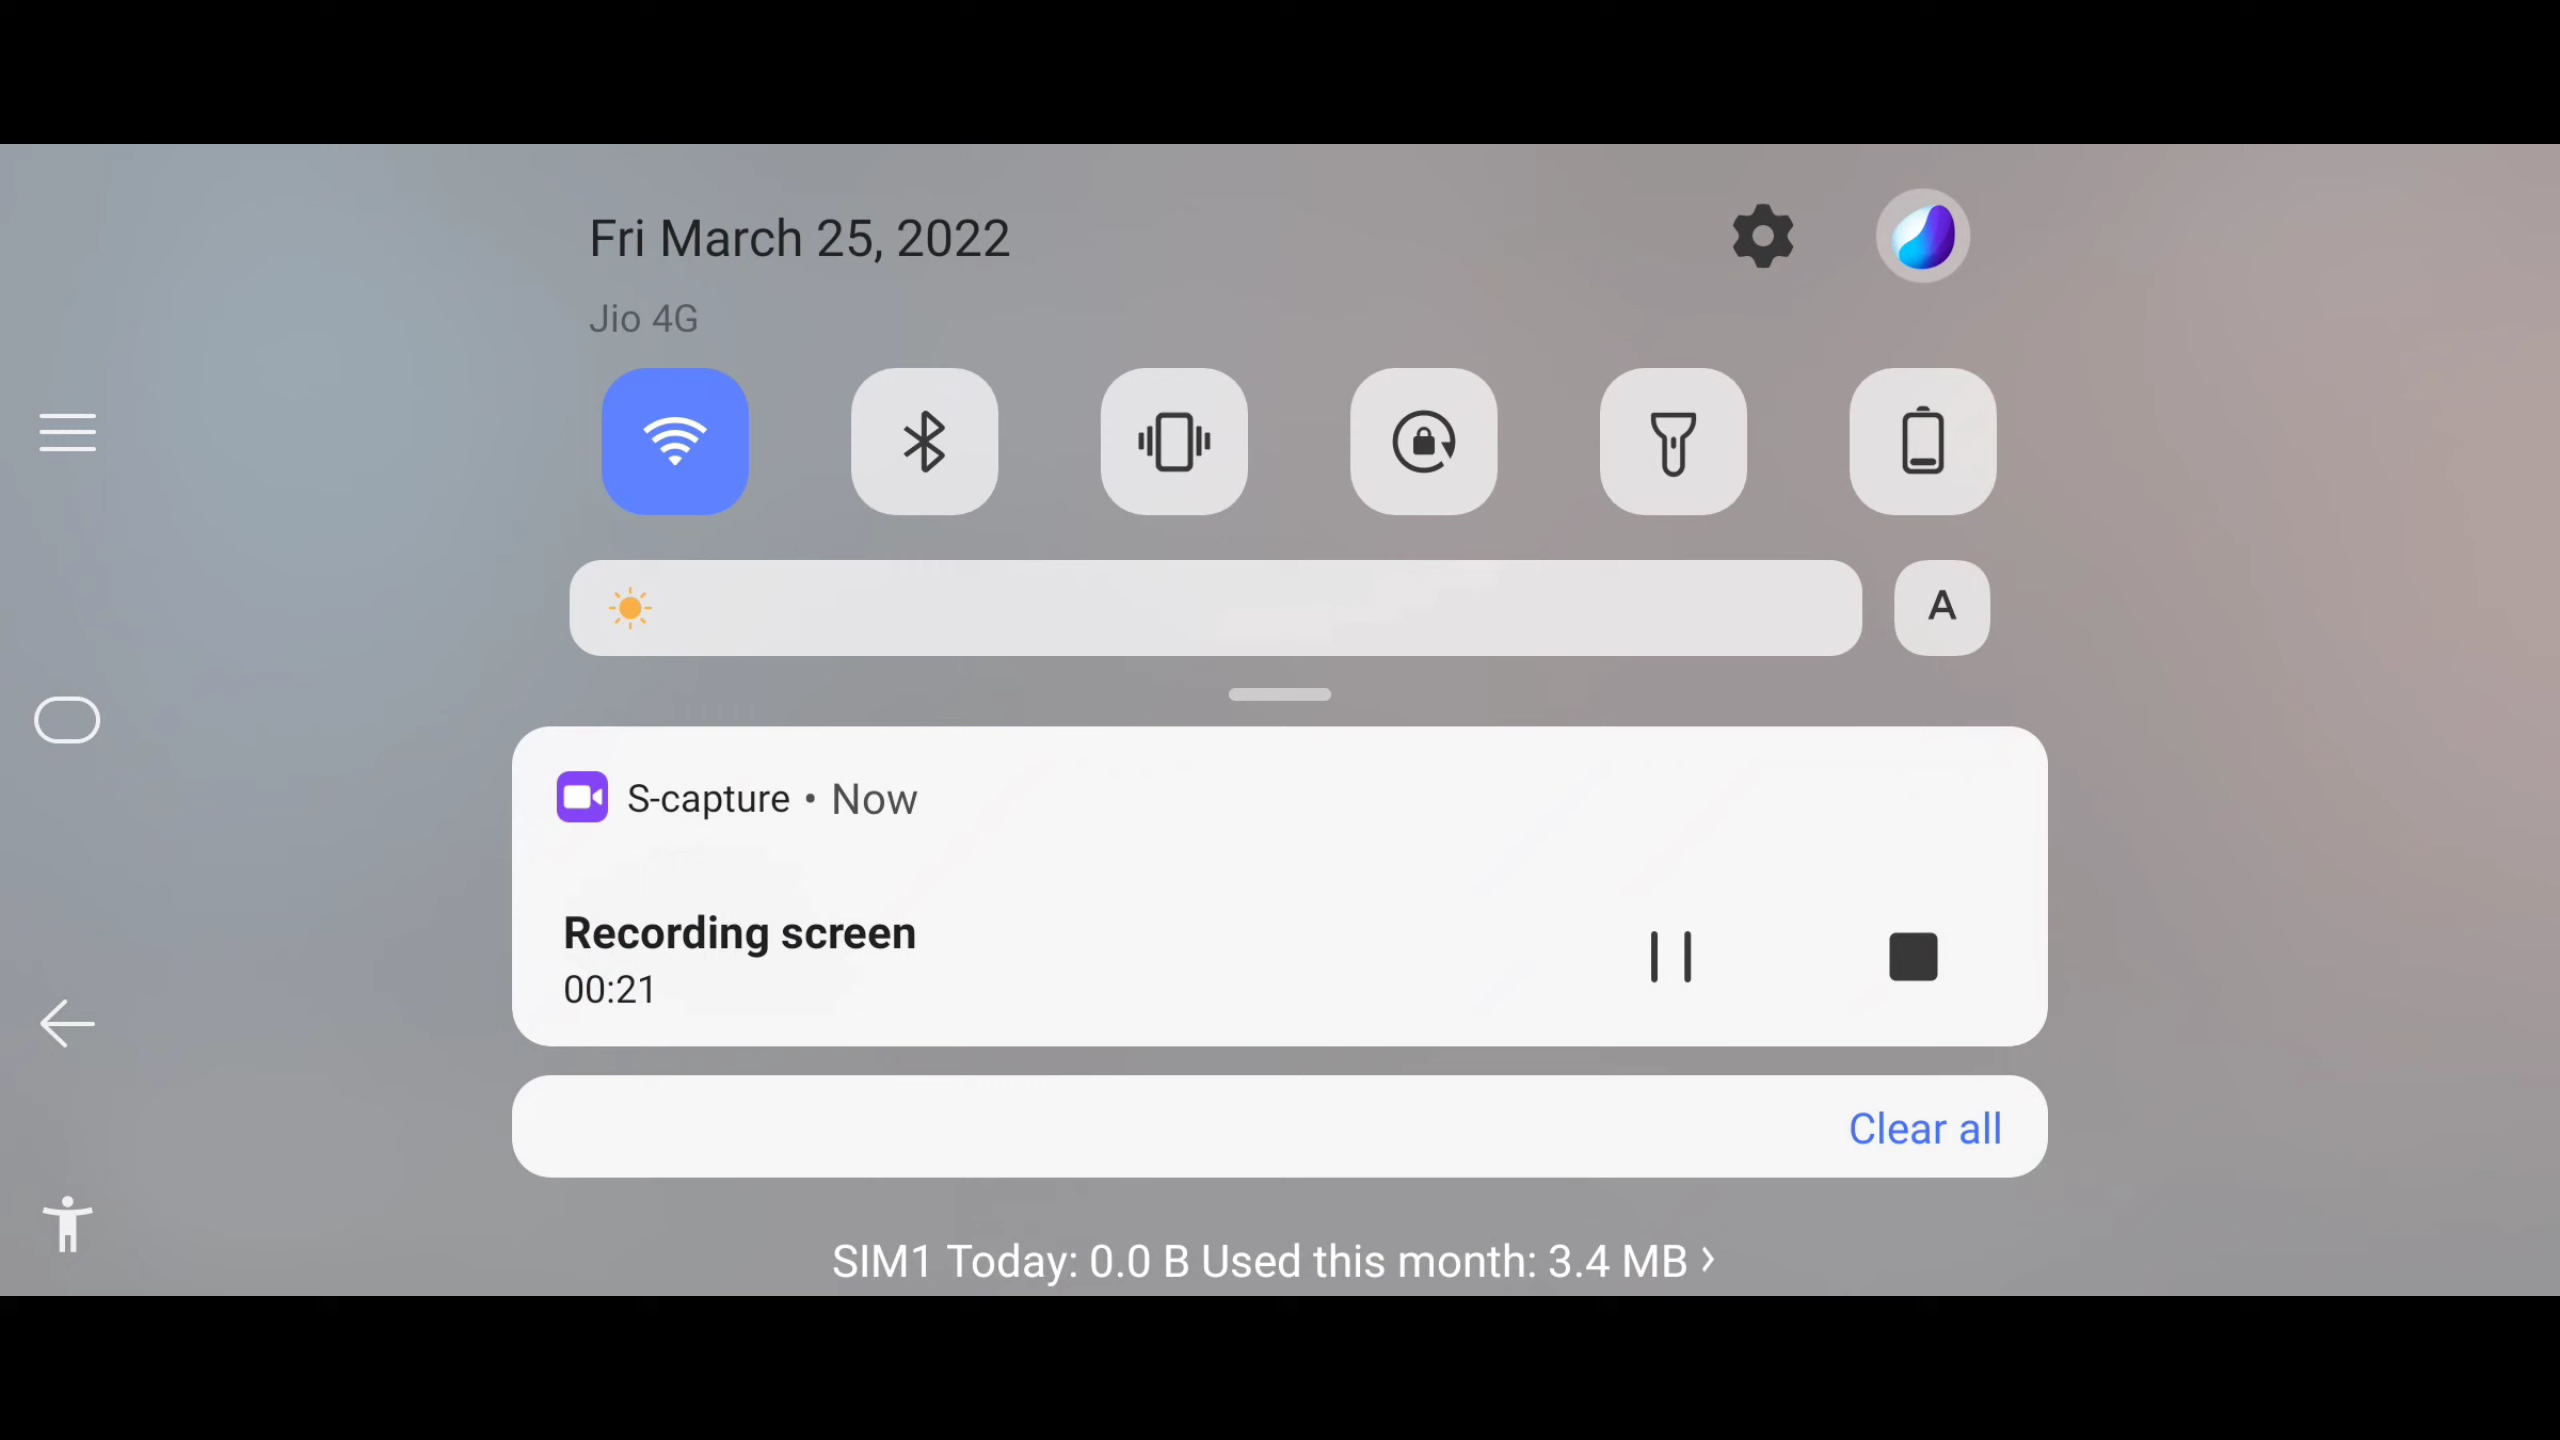 Fri March 25, 2022
Jio 4G
A
S-capture • Now
Recording screen
00:21
Clear all
SIM1 Today: 0.0 B Used this month: 3.4 MB ›